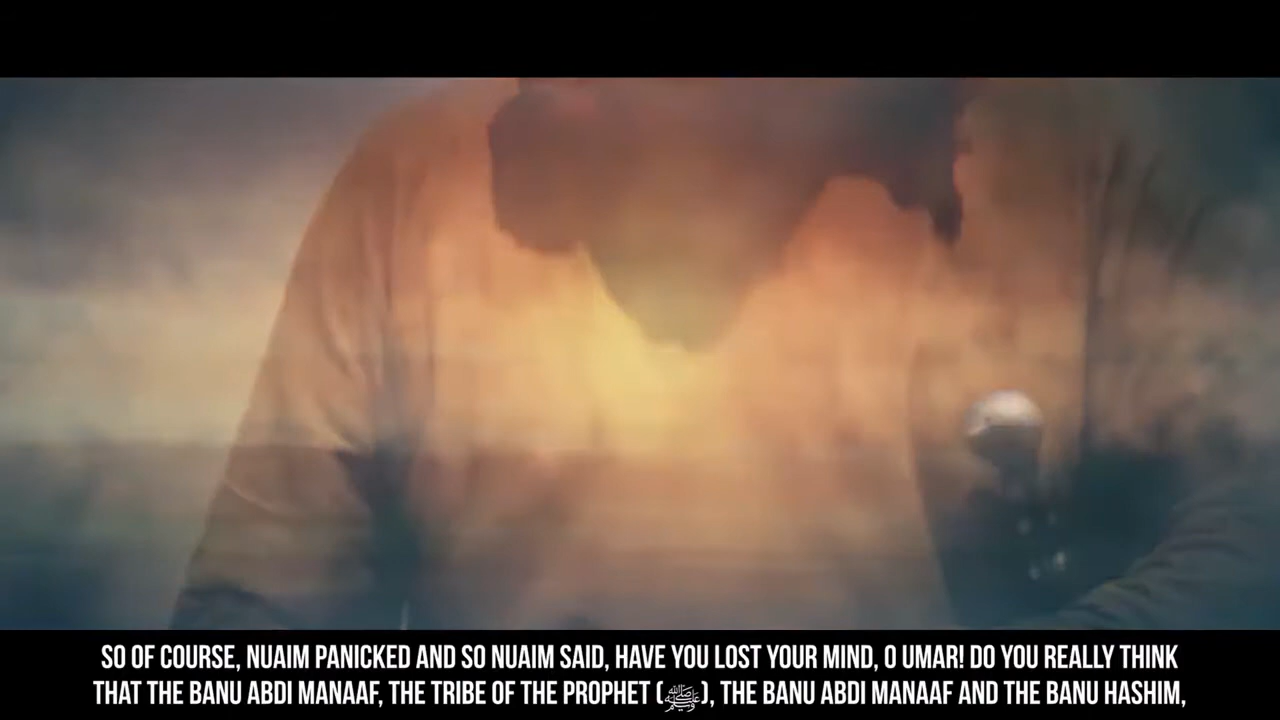 SO OF COURSE, NUAIM PANICKED AND SO NUAIM SAID, HAVE YOU LOST YOUR MIND, O UMAR! DO YOU REALLY THINK
THAT THE BANU ABDI MANAAF, THE TRIBE OF THE PROPHET (ﷺ), THE BANU ABDI MANAAF AND THE BANU HASHIM,